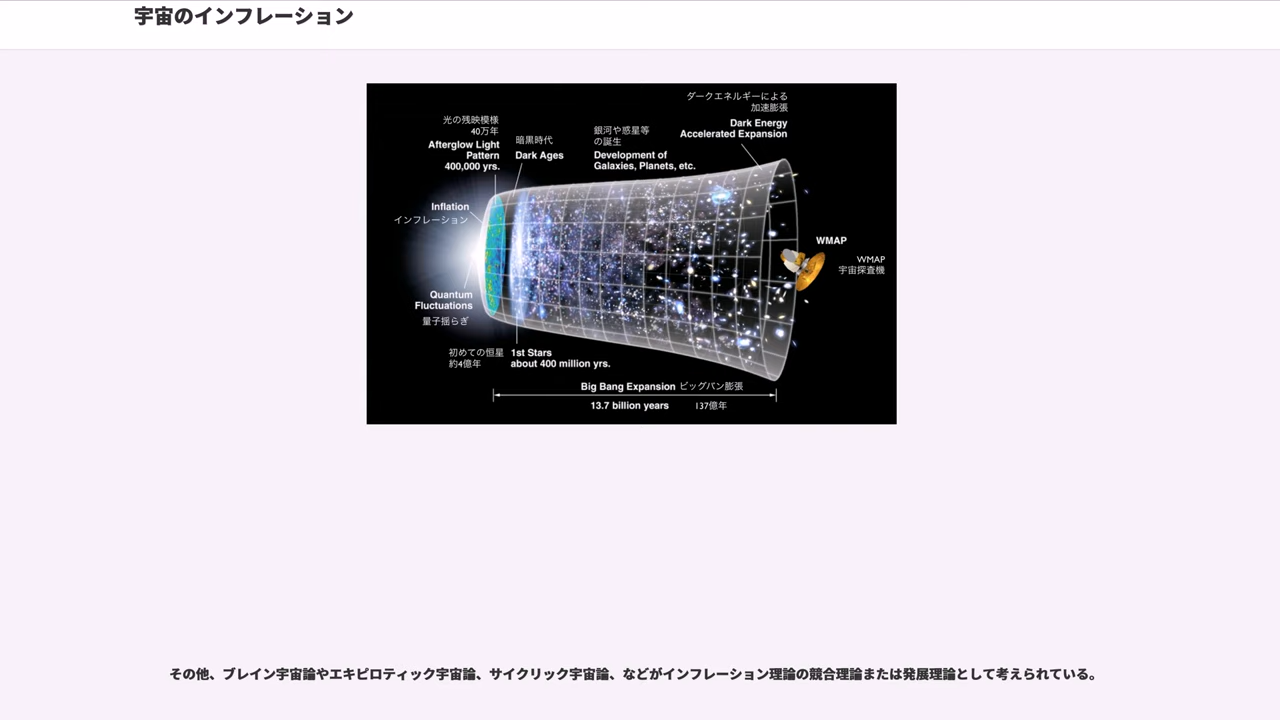 宇宙のインフレーション
ダークエネルギーによる
加速膨張
Dark Energy
Accelerated Expansion
光の残映模様
40万年
Afterglow Light
Pattern
400,000 yrs.
暗黒時代
Dark Ages
銀河や惑星等
の誕生
Development of
Galaxies, Planets, etc.
Inflation
インフレーション
WMAP
WMAP
宇宙探査機
Quantum
Fluctuations
量子揺らぎ
初めての恒星
約4億年
1st Stars
about 400 million yrs.
Big Bang Expansion ビッグバン膨張
13.7 billion years 137億年
その他、ブレイン宇宙論やエキピロティック宇宙論、サイクリック宇宙論、などがインフレーション理論の競合理論または発展理論として考えられている。